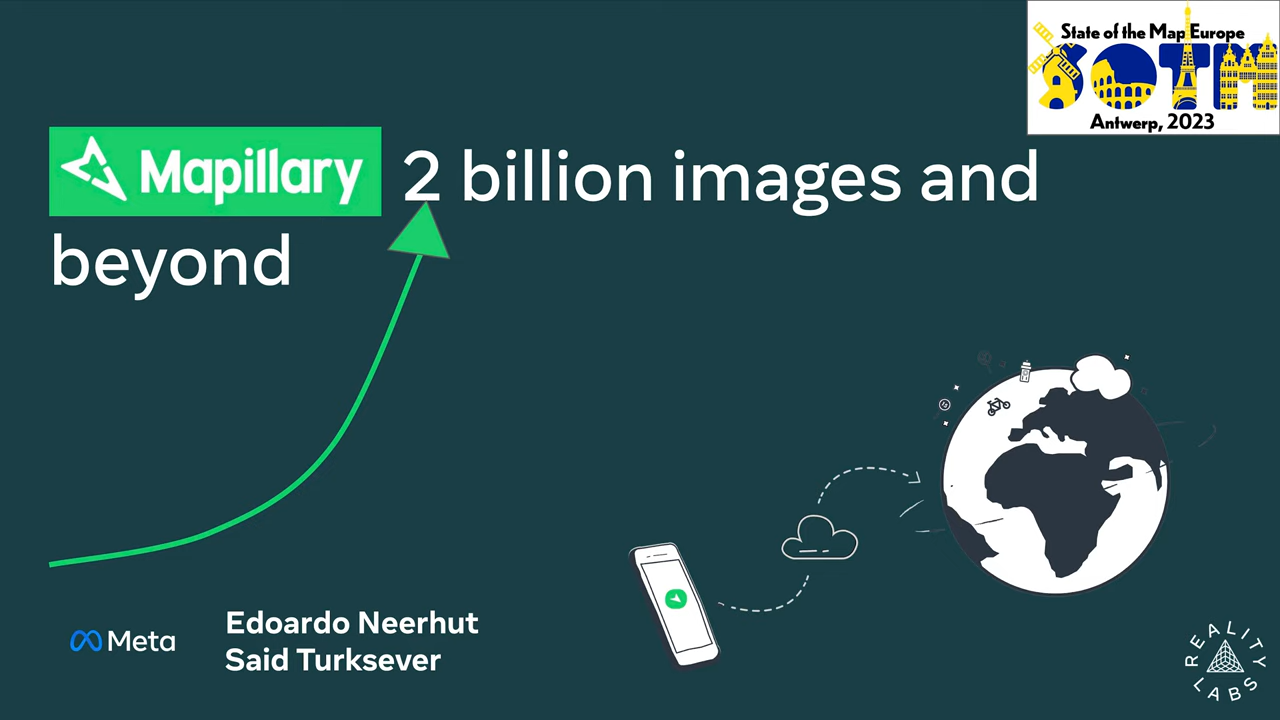 State of the Map Europe
SOTM
Antwerp, 2023
Mapillary 2 billion images and
beyond
Meta
Edoardo Neerhut
Said Turksever
REALITY
LABS